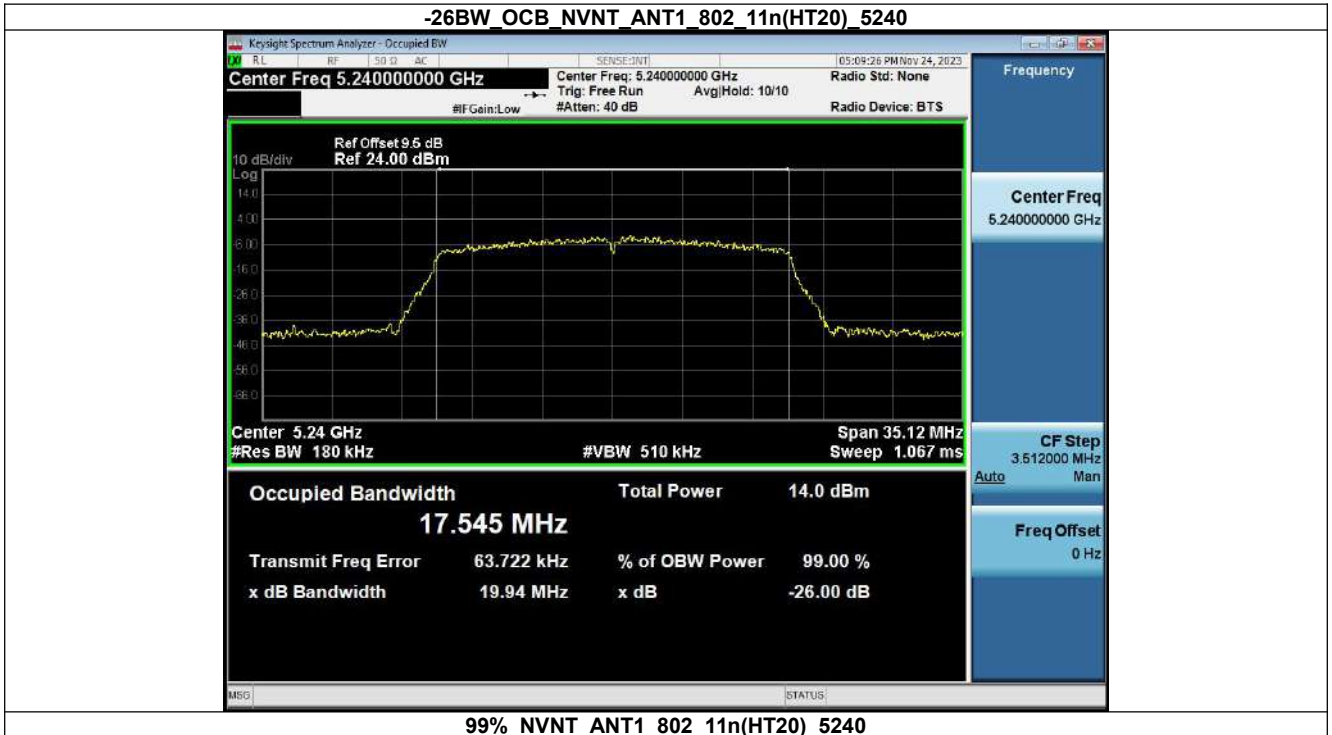 -26BW_OCB_NVNT_ANT1_802_11n(HT20)_5240
Keysight Spectrum Analyzer - Occupied BW
RL RF 50 Ω AC SENSE:INT 05:09:26 PM Nov 24, 2023
Center Freq 5.240000000 GHz
Center Freq: 5.240000000 GHz
Radio Std: None
Trig: Free Run Avg|Hold: 10/10
#IFGain:Low #Atten: 40 dB Radio Device: BTS
Frequency
Ref Offset 9.5 dB
10 dB/div Ref 24.00 dBm
Log
14.0
4.00
-6.00
-16.0
-26.0
-36.0
-46.0
-56.0
-66.0
Center 5.24 GHz Span 35.12 MHz
#Res BW 180 kHz #VBW 510 kHz Sweep 1.067 ms
Center Freq
5.240000000 GHz
CF Step
3.512000 MHz
Auto Man
Freq Offset
0 Hz
Occupied Bandwidth Total Power 14.0 dBm
17.545 MHz
Transmit Freq Error 63.722 kHz % of OBW Power 99.00 %
x dB Bandwidth 19.94 MHz x dB -26.00 dB
MSG STATUS
99%_NVNT_ANT1_802_11n(HT20)_5240